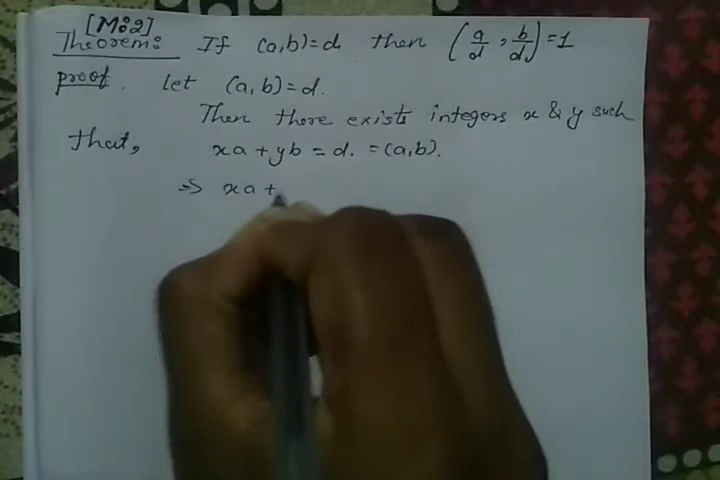 [M:2]
Theorem: If (a,b)=d then (a/d, b/d)=1
proof. Let (a,b)=d.
Then there exists integers x & y such
that, xa+yb=d.=(a,b).
⇒ xa+